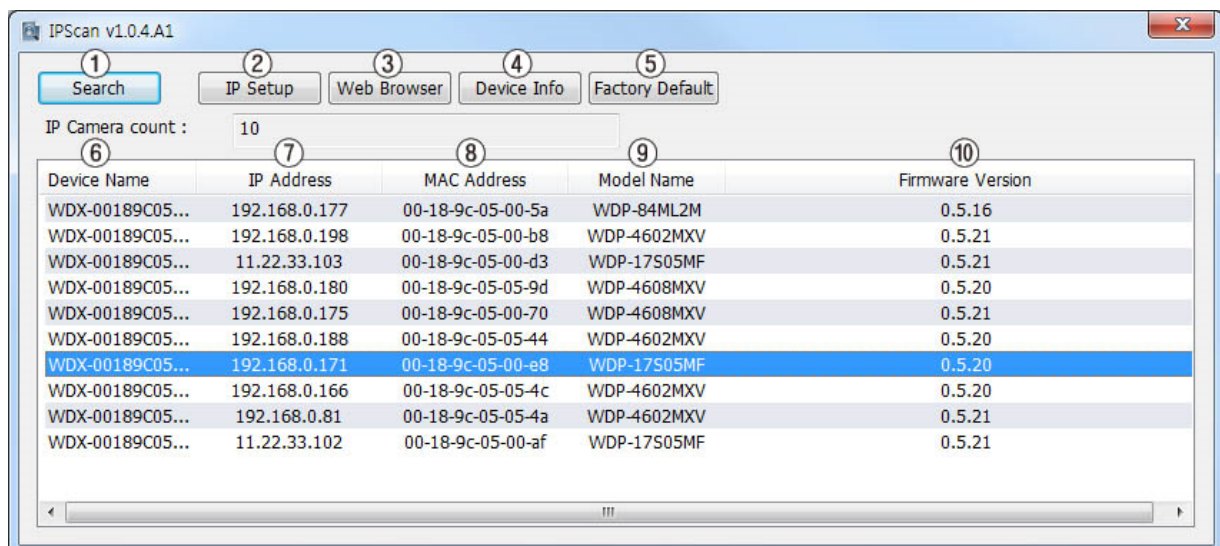 IPScan v1.0.4.A1
① ② ③ ④ ⑤
Search IP Setup Web Browser Device Info Factory Default
IP Camera count : 10
⑥ ⑦ ⑧ ⑨ ⑩
Device Name IP Address MAC Address Model Name Firmware Version
WDX-00189C05... 192.168.0.177 00-18-9c-05-00-5a WDP-84ML2M 0.5.16
WDX-00189C05... 192.168.0.198 00-18-9c-05-00-b8 WDP-4602MXV 0.5.21
WDX-00189C05... 11.22.33.103 00-18-9c-05-00-d3 WDP-17S05MF 0.5.21
WDX-00189C05... 192.168.0.180 00-18-9c-05-05-9d WDP-4608MXV 0.5.20
WDX-00189C05... 192.168.0.175 00-18-9c-05-00-70 WDP-4608MXV 0.5.21
WDX-00189C05... 192.168.0.188 00-18-9c-05-05-44 WDP-4602MXV 0.5.20
WDX-00189C05... 192.168.0.171 00-18-9c-05-00-e8 WDP-17S05MF 0.5.20
WDX-00189C05... 192.168.0.166 00-18-9c-05-05-4c WDP-4602MXV 0.5.20
WDX-00189C05... 192.168.0.81 00-18-9c-05-05-4a WDP-4602MXV 0.5.21
WDX-00189C05... 11.22.33.102 00-18-9c-05-00-af WDP-17S05MF 0.5.21